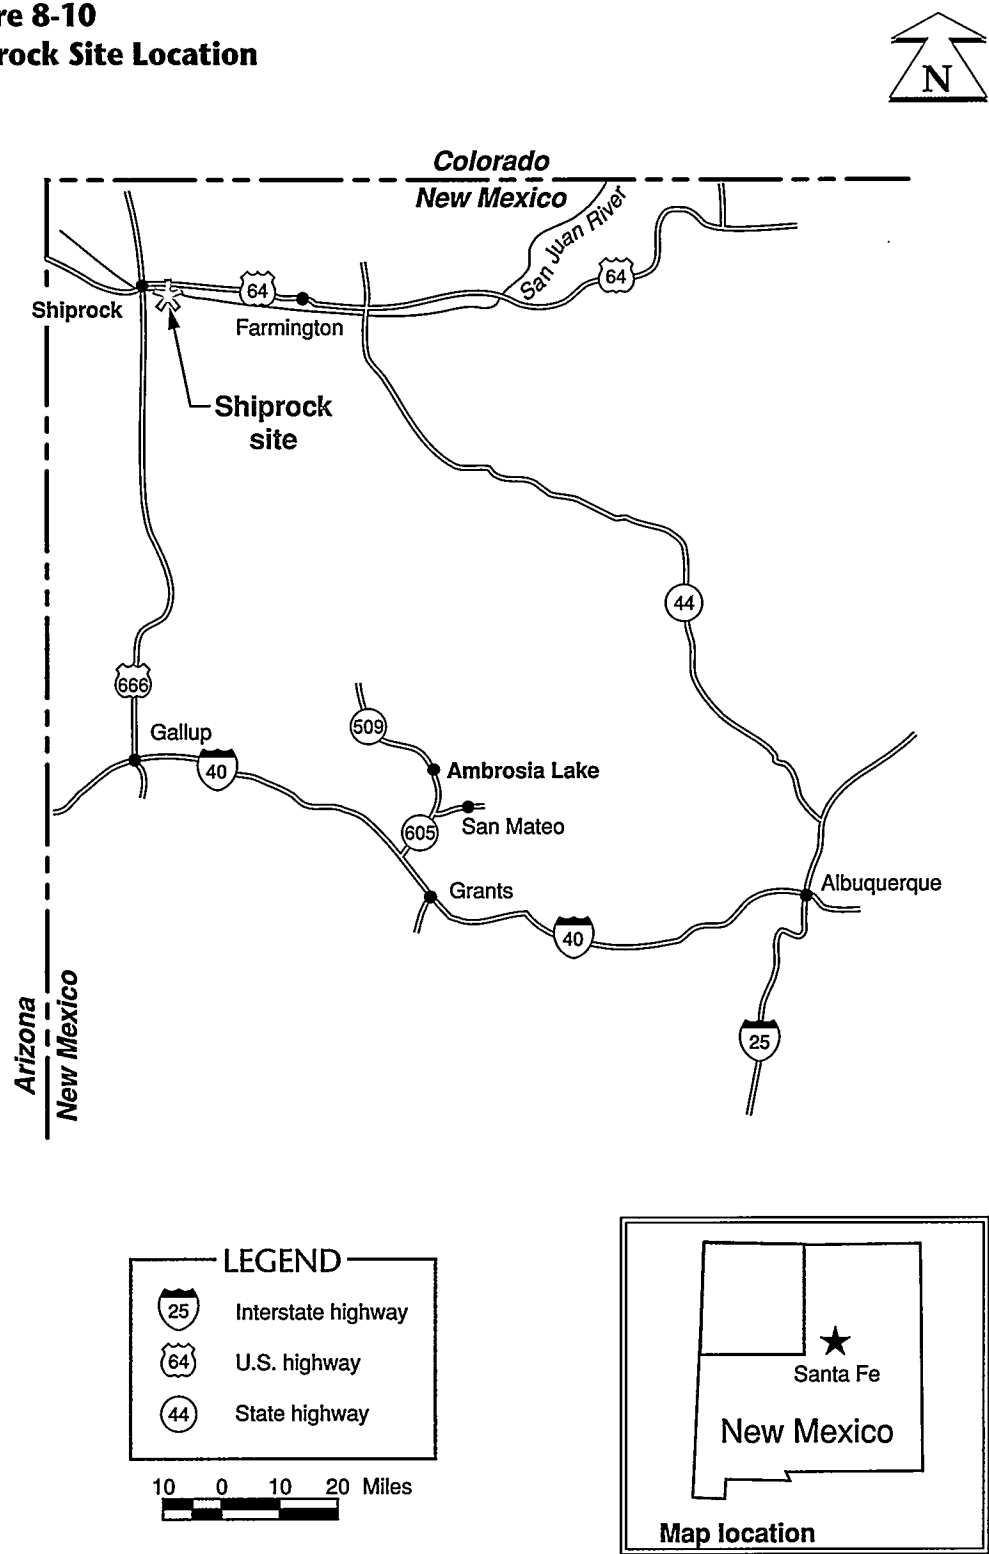 re 8-10
rock Site Location
N
Colorado
New Mexico
San Juan River
64
64
Shiprock
Farmington
Shiprock
site
44
666
509
Gallup
40
Ambrosia Lake
605
San Mateo
Grants
Albuquerque
40
Arizona
New Mexico
25
LEGEND
25 Interstate highway
64 U.S. highway
44 State highway
10 0 10 20 Miles
Santa Fe
New Mexico
Map location